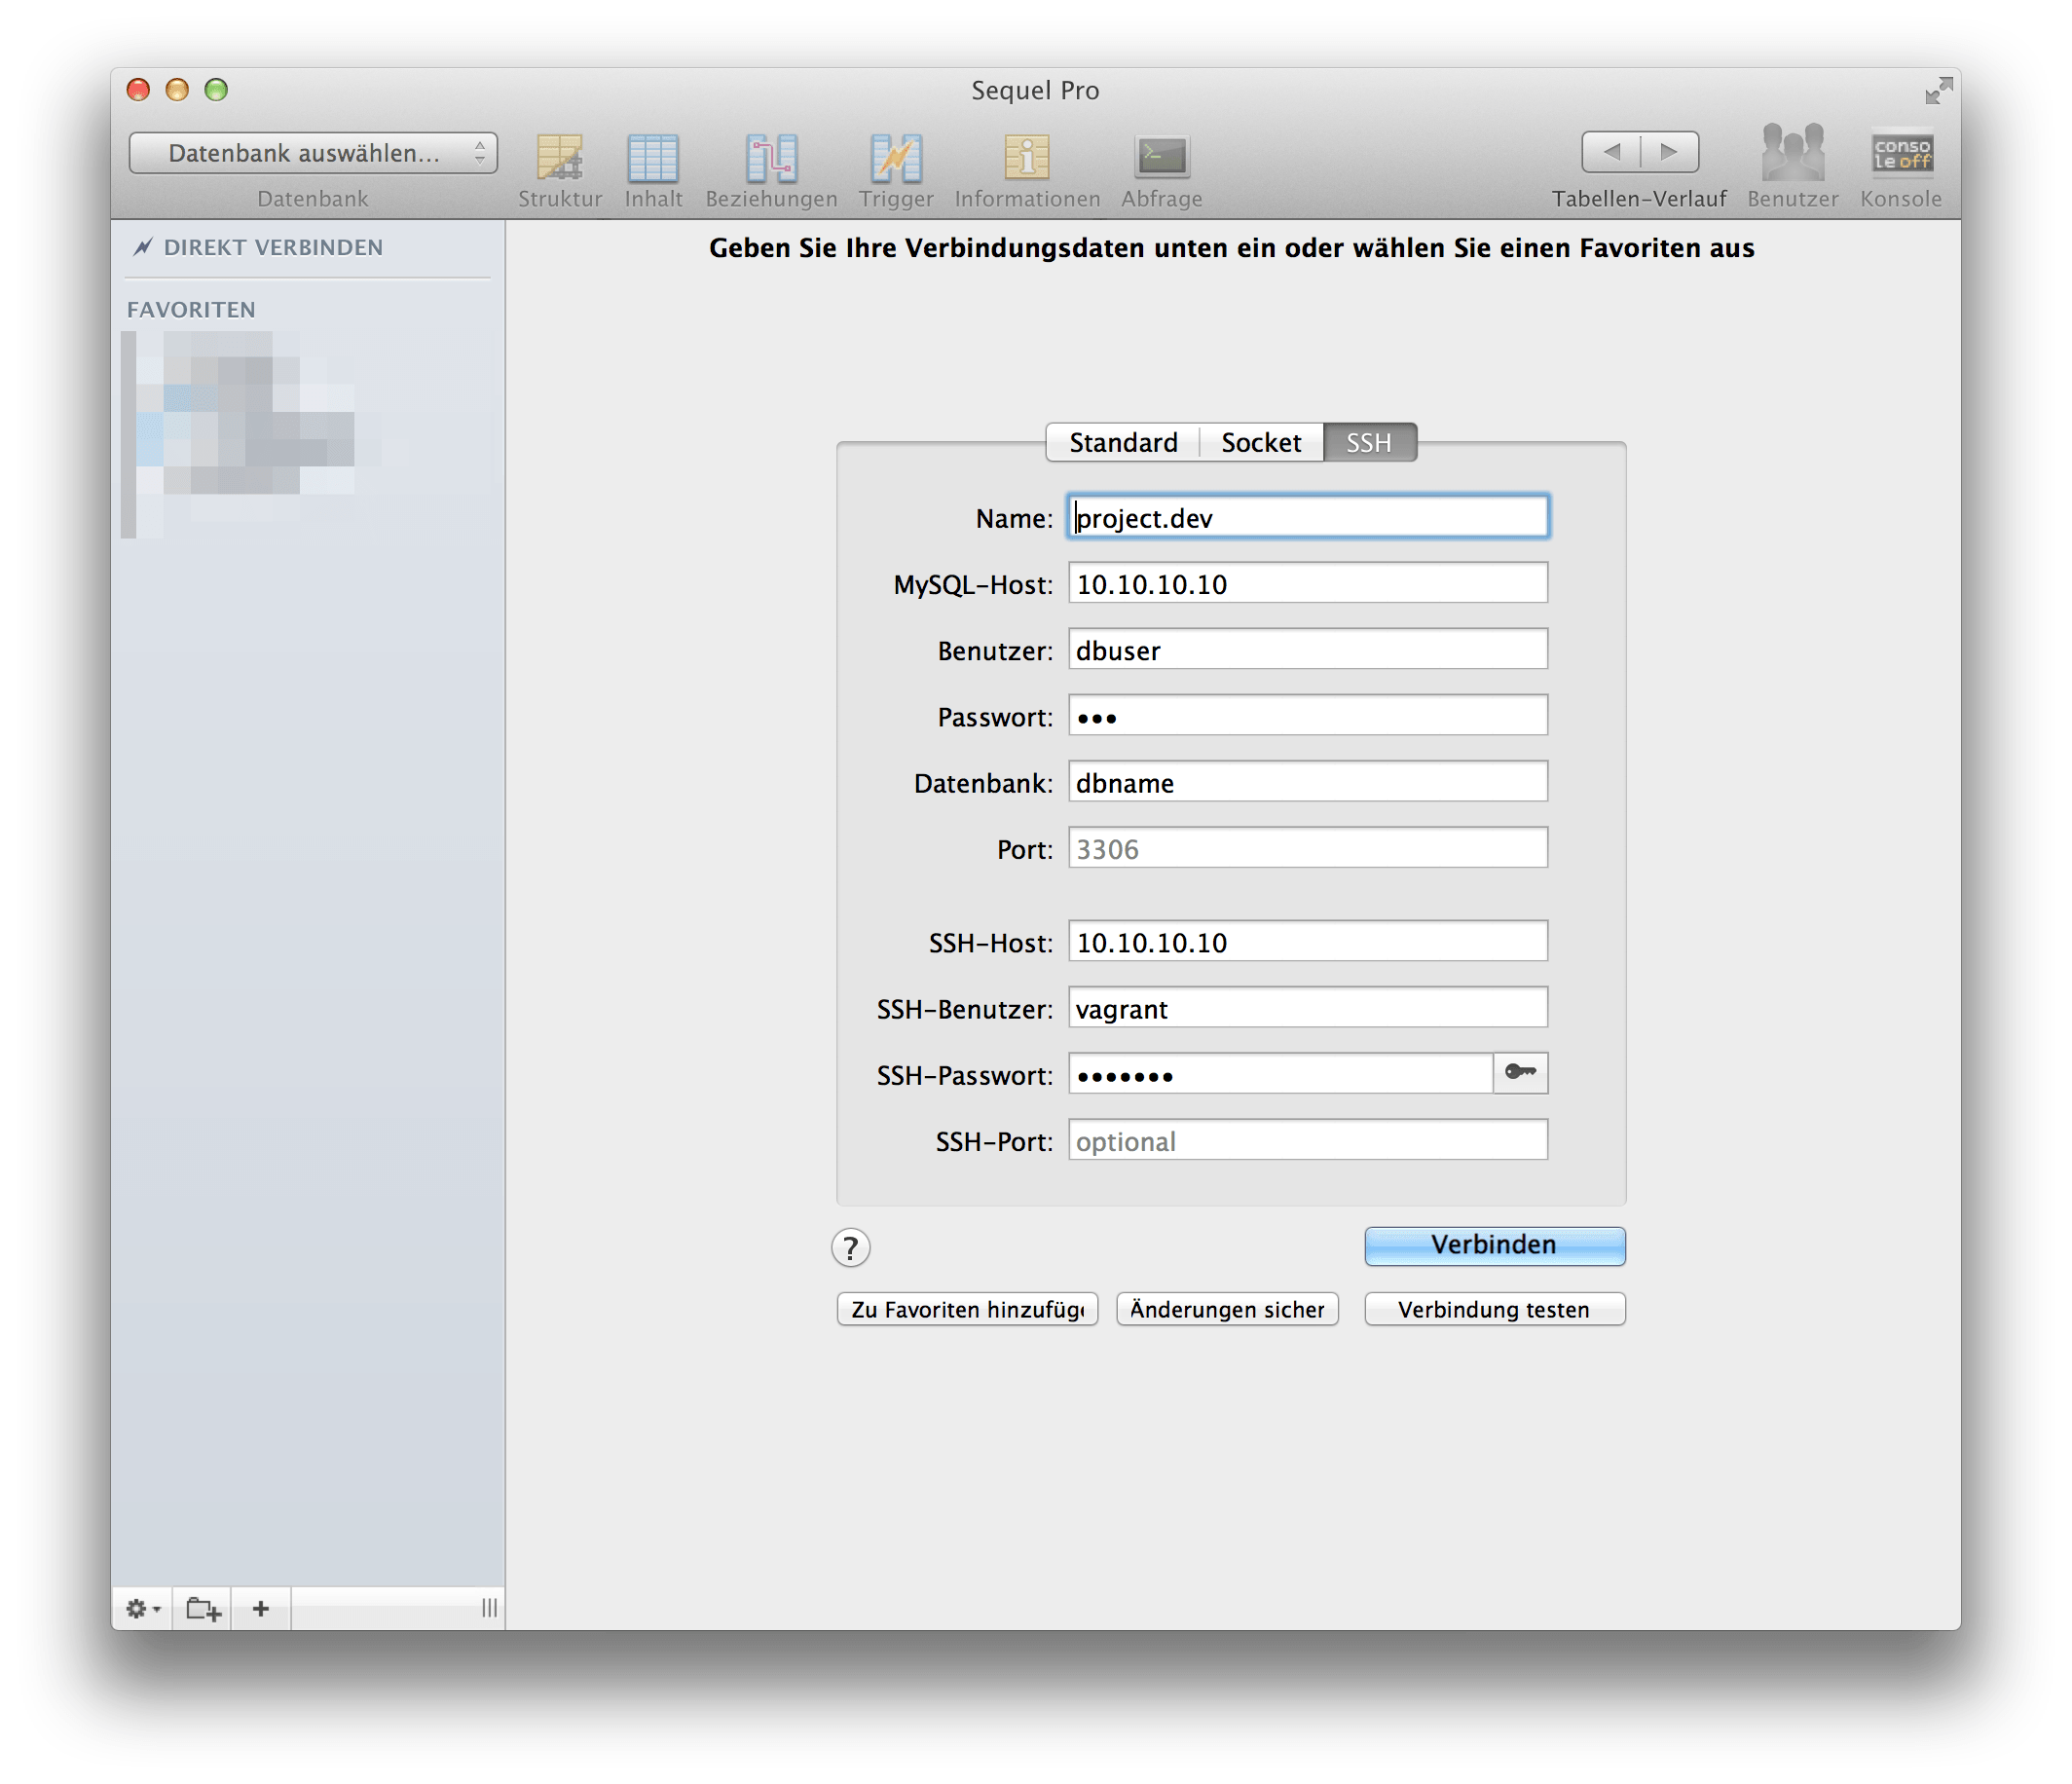 Sequel Pro
Datenbank auswählen...
Datenbank
Struktur
Inhalt
Beziehungen
Trigger
Informationen
Abfrage
Tabellen-Verlauf
Benutzer
conso
le off
Konsole
DIREKT VERBINDEN
FAVORITEN
Geben Sie Ihre Verbindungsdaten unten ein oder wählen Sie einen Favoriten aus
Standard Socket SSH
Name: project.dev
MySQL-Host: 10.10.10.10
Benutzer: dbuser
Passwort: •••
Datenbank: dbname
Port: 3306
SSH-Host: 10.10.10.10
SSH-Benutzer: vagrant
SSH-Passwort: •••••••
SSH-Port: optional
? Verbinden
Zu Favoriten hinzufüge Änderungen sicher Verbindung testen